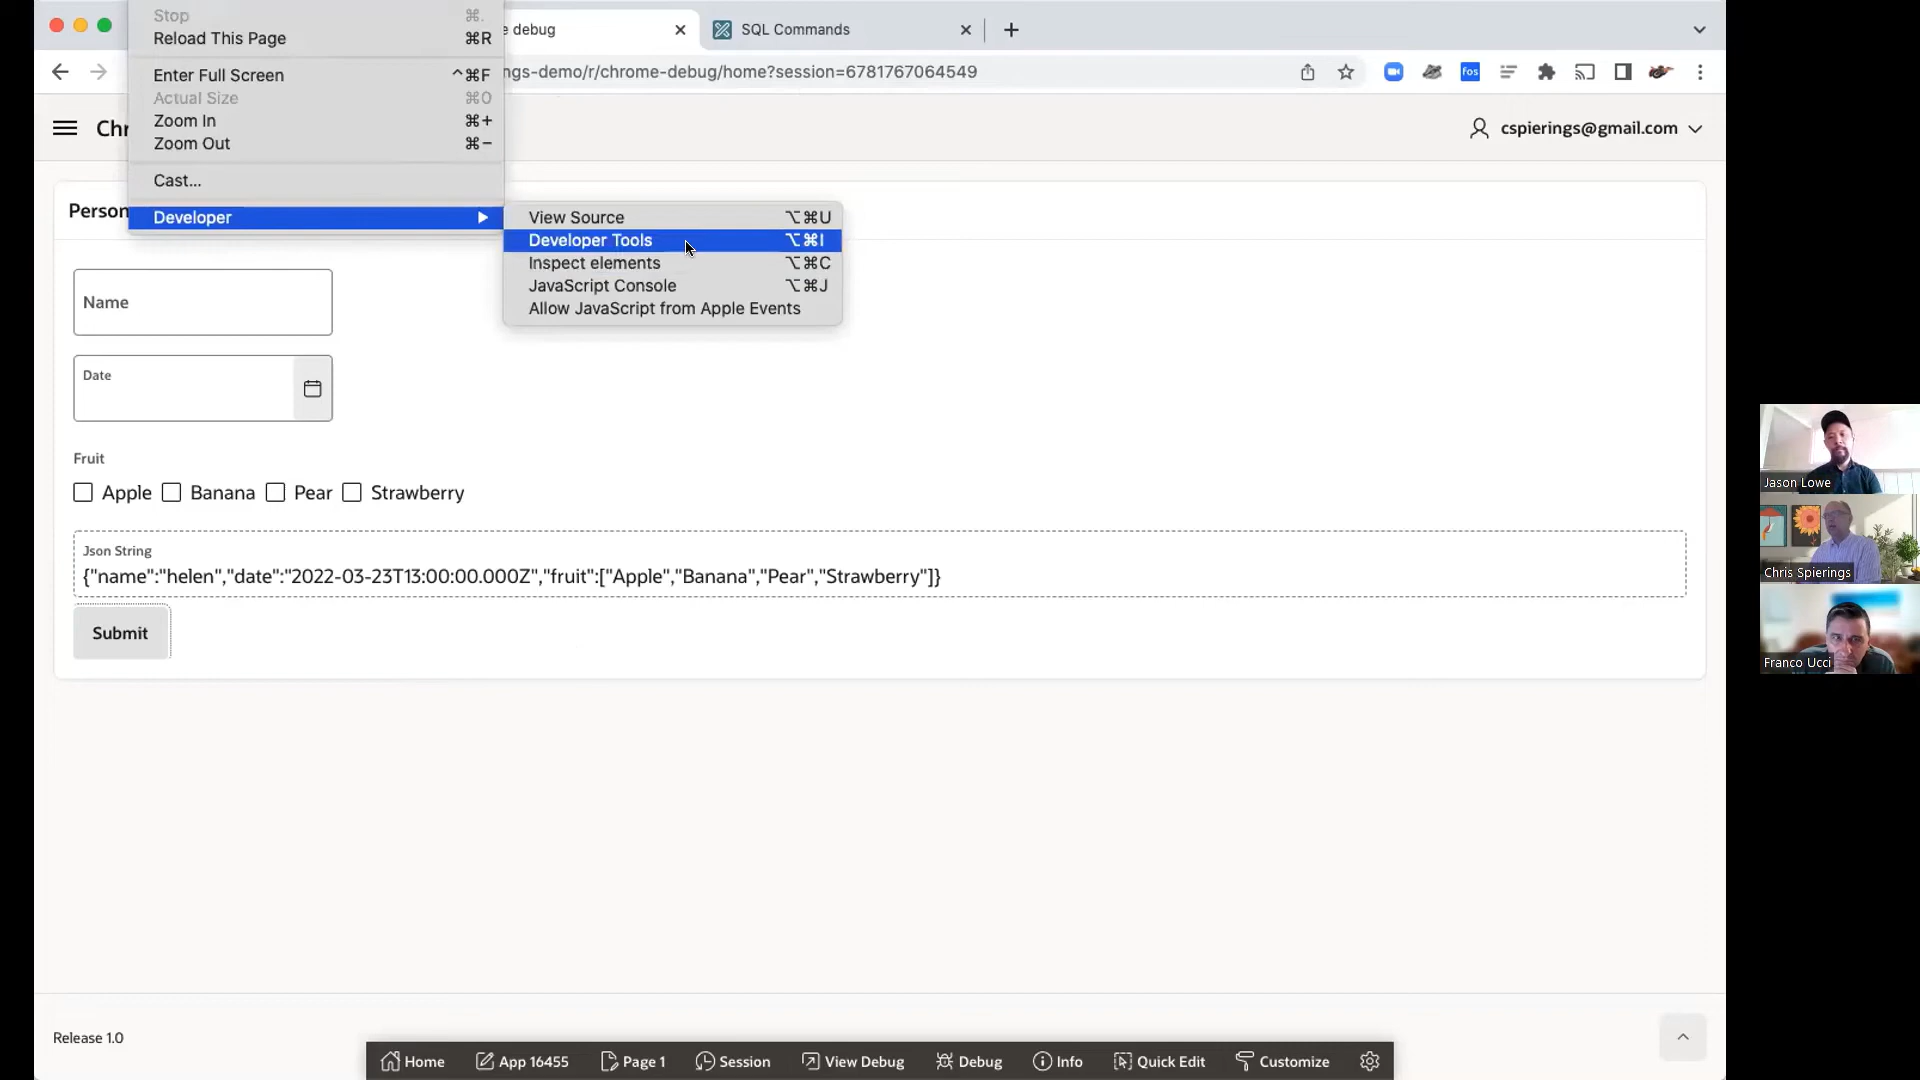 Stop ⌘.
Reload This Page ⌘R
e debug
SQL Commands
Enter Full Screen ^⌘F
ngs-demo/r/chrome-debug/home?session=6781767064549
fos
Actual Size ⌘0
Zoom In ⌘+
Zoom Out ⌘−
Chr
cspierings@gmail.com
Cast...
Person
Developer
View Source ⌥⌘U
Developer Tools ⌥⌘I
Inspect elements ⌥⌘C
JavaScript Console ⌥⌘J
Allow JavaScript from Apple Events
Name
Date
Fruit
Apple Banana Pear Strawberry
Json String
{"name":"helen","date":"2022-03-23T13:00:00.000Z","fruit":["Apple","Banana","Pear","Strawberry"]}
Submit
Jason Lowe
Chris Spierings
Franco Ucci
Release 1.0
Home App 16455 Page 1 Session View Debug Debug Info Quick Edit Customize